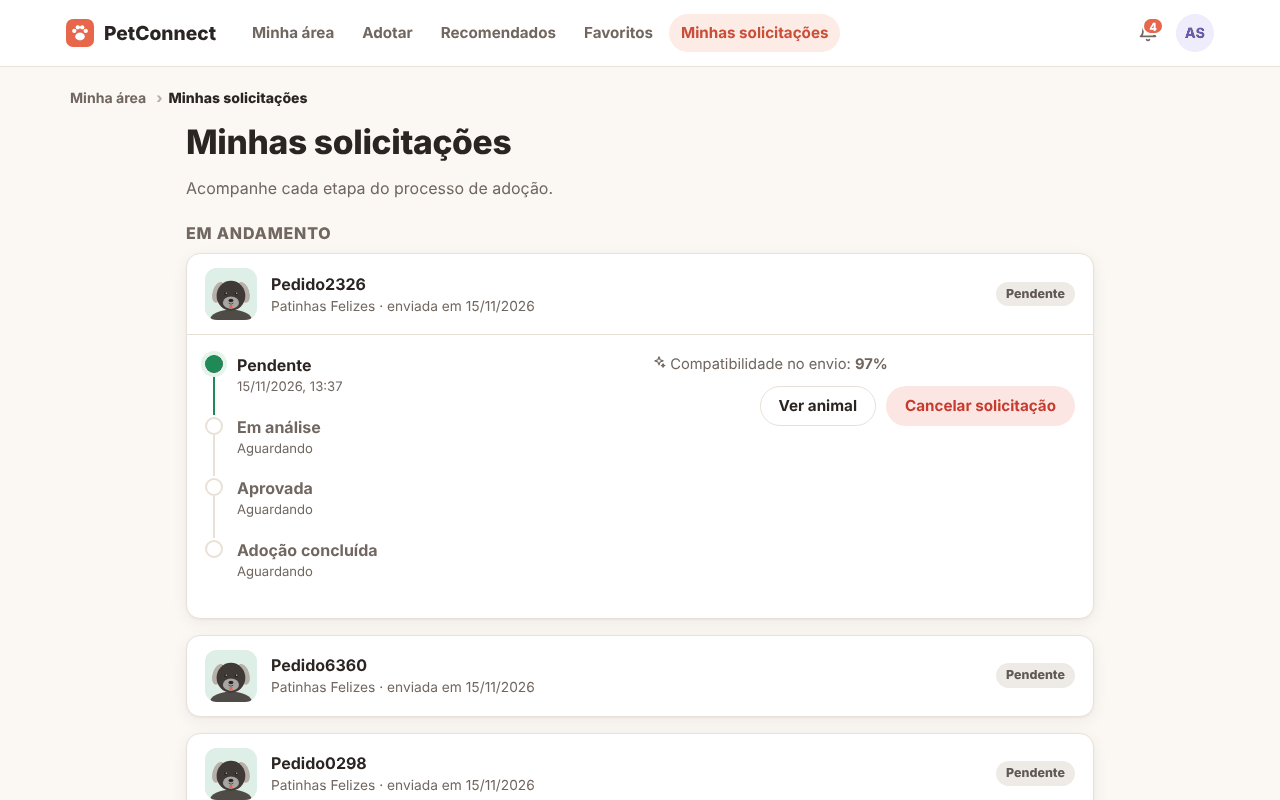 PetConnect
Minha área
Adotar
Recomendados
Favoritos
Minhas solicitações
4
AS
Minha área › Minhas solicitações
Minhas solicitações
Acompanhe cada etapa do processo de adoção.
EM ANDAMENTO
Pedido2326
Patinhas Felizes · enviada em 15/11/2026
Pendente
Pendente
15/11/2026, 13:37
Em análise
Aguardando
Aprovada
Aguardando
Adoção concluída
Aguardando
Compatibilidade no envio: 97%
Ver animal
Cancelar solicitação
Pedido6360
Patinhas Felizes · enviada em 15/11/2026
Pendente
Pedido0298
Patinhas Felizes · enviada em 15/11/2026
Pendente